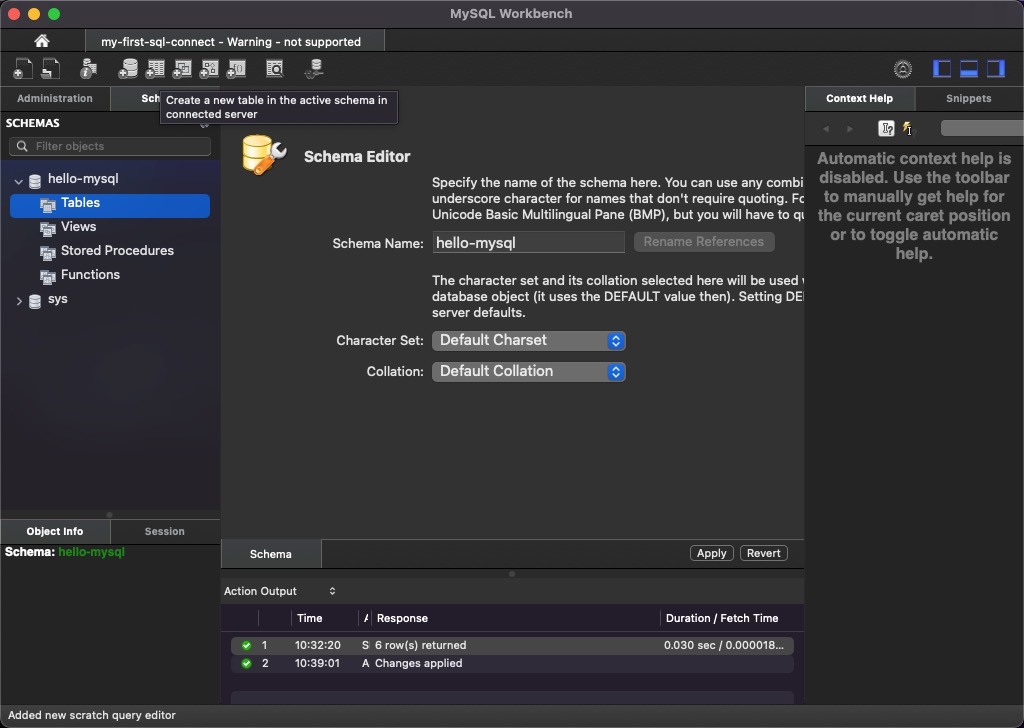 MySQL Workbench
my-first-sql-connect - Warning - not supported
Administration
Sch
Create a new table in the active schema in
connected server
Context Help
Snippets
SCHEMAS
Filter objects
hello-mysql
Tables
Views
Stored Procedures
Functions
sys
Schema Editor
Specify the name of the schema here. You can use any combi
underscore character for names that don't require quoting. Fo
Unicode Basic Multilingual Pane (BMP), but you will have to qu
Schema Name:
hello-mysql
Rename References
The character set and its collation selected here will be used
database object (it uses the DEFAULT value then). Setting DE
server defaults.
Character Set:
Default Charset
Collation:
Default Collation
Automatic context help is
disabled. Use the toolbar
to manually get help for
the current caret position
or to toggle automatic
help.
Object Info
Session
Schema: hello-mysql
Schema
Apply
Revert
Action Output
Time
Response
Duration / Fetch Time
1 10:32:20 S 6 row(s) returned 0.030 sec / 0.000018...
2 10:39:01 A Changes applied
Added new scratch query editor